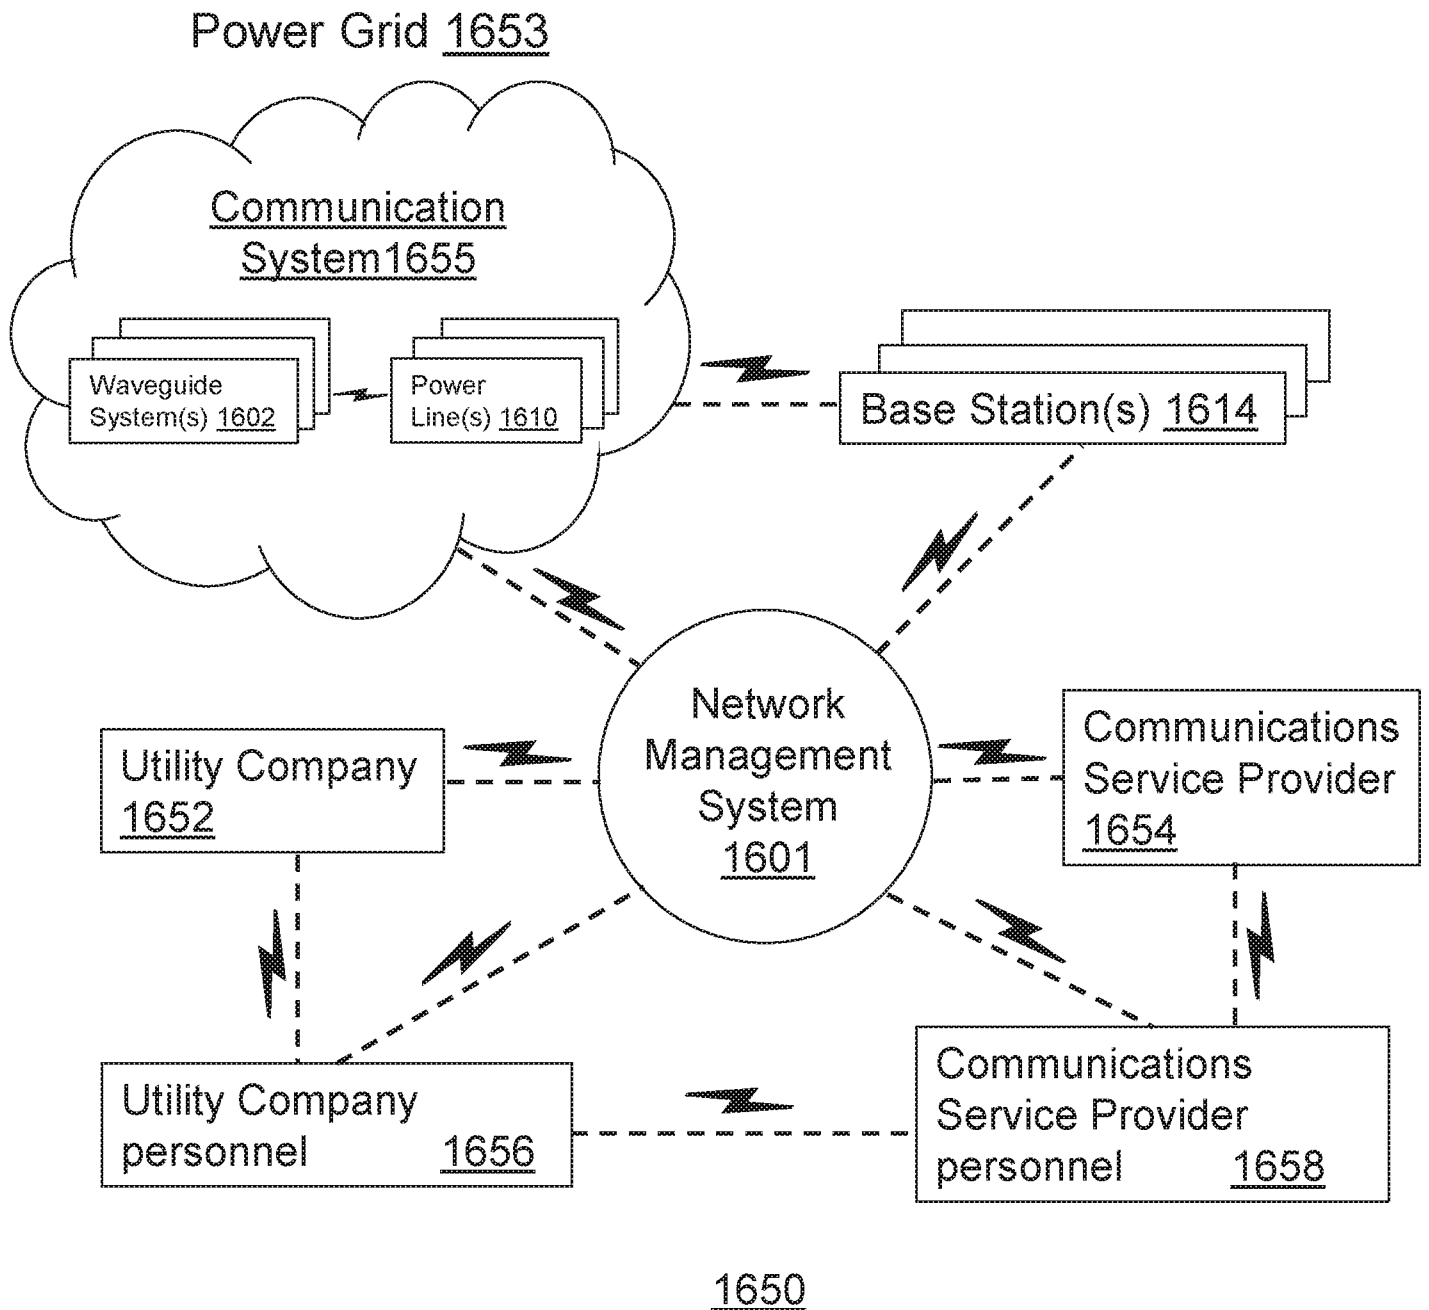 Power Grid 1653
Communication
System1655
Waveguide
System(s) 1602
Power
Line(s) 1610
Base Station(s) 1614
Network
Management
System
1601
Utility Company
1652
Communications
Service Provider
1654
Utility Company
personnel 1656
Communications
Service Provider
personnel 1658
1650